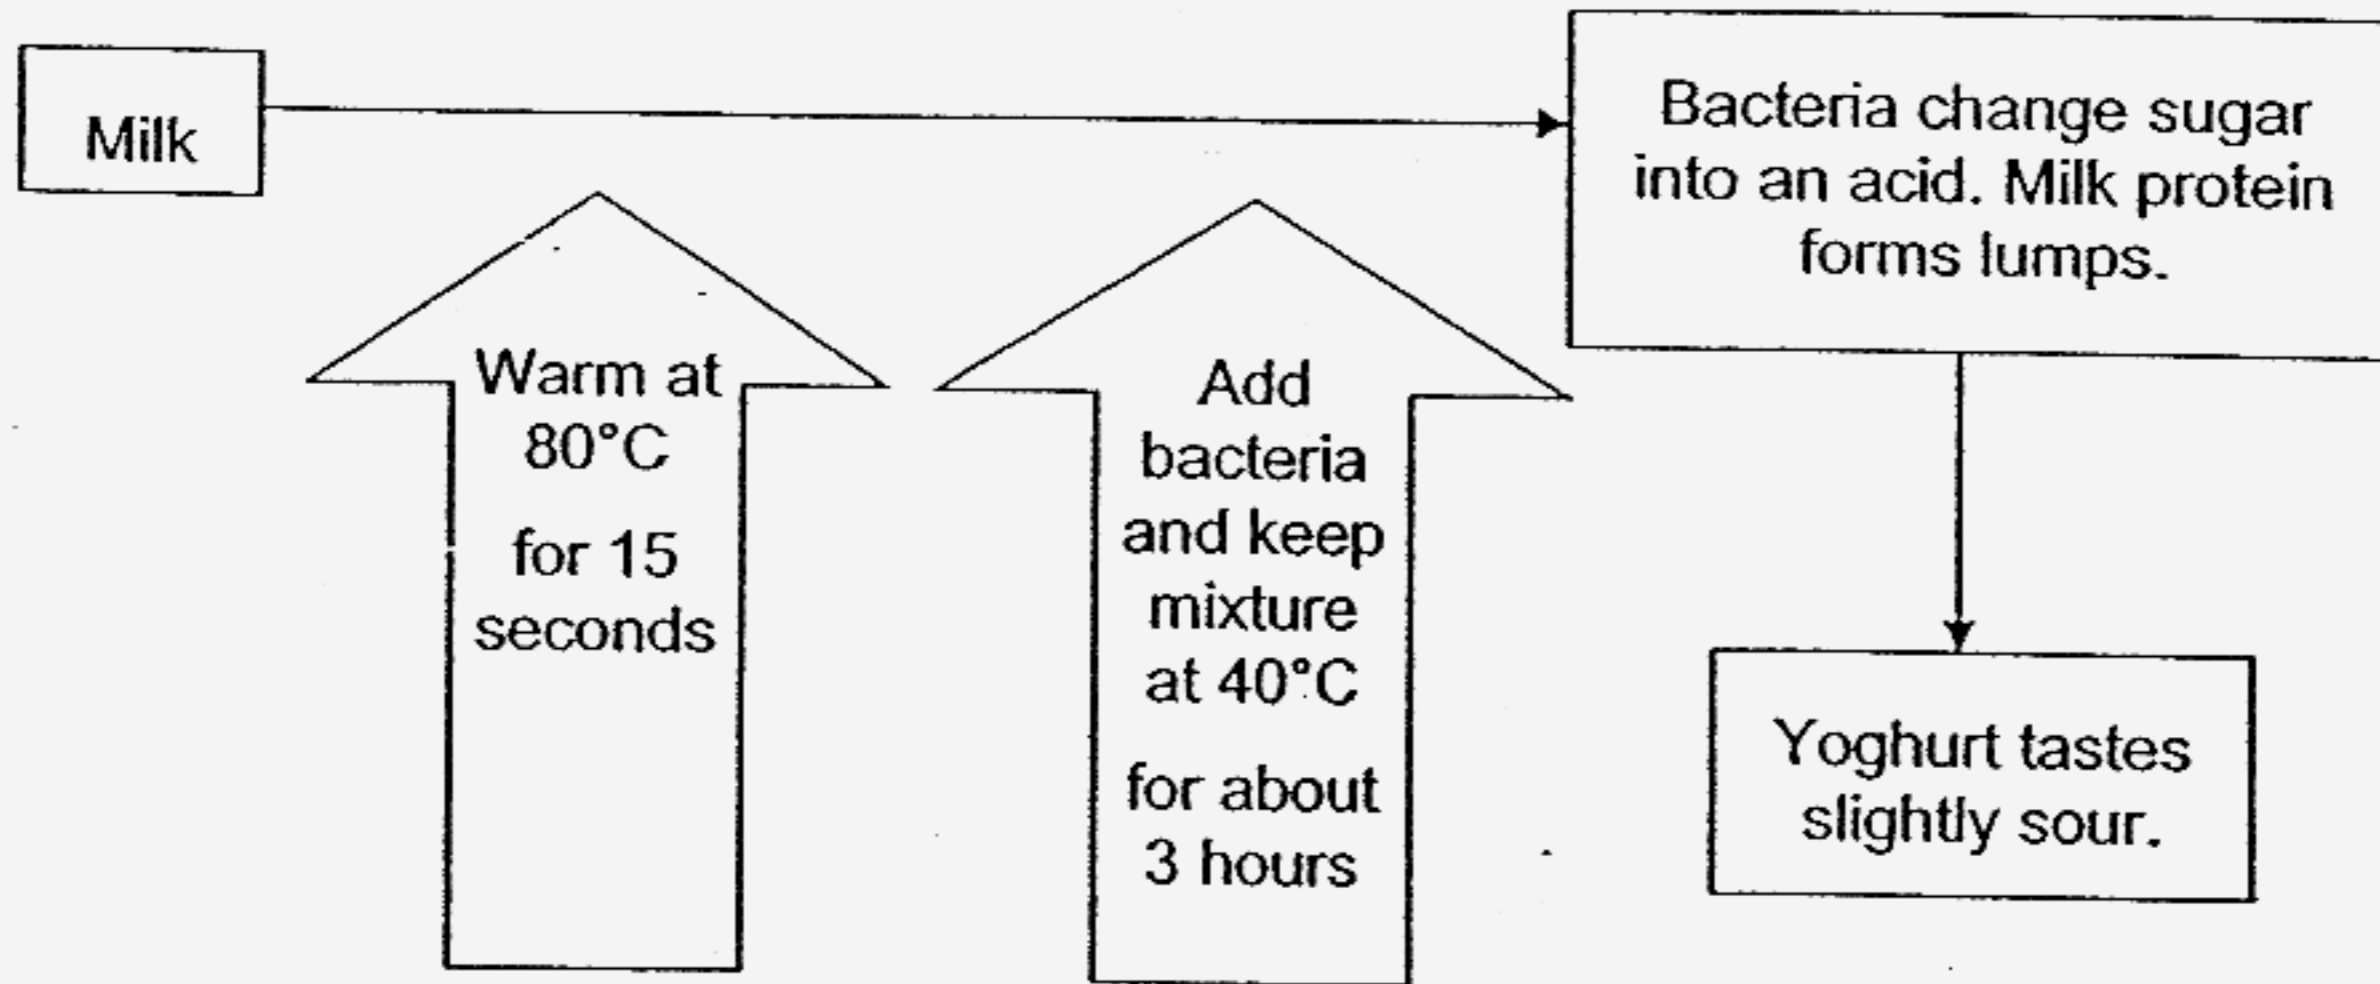 Milk
Bacteria change sugar
into an acid. Milk protein
forms lumps.
Warm at
80°C
for 15
seconds
Add
bacteria
and keep
mixture
at 40°C
for about
3 hours
Yoghurt tastes
slightly sour.